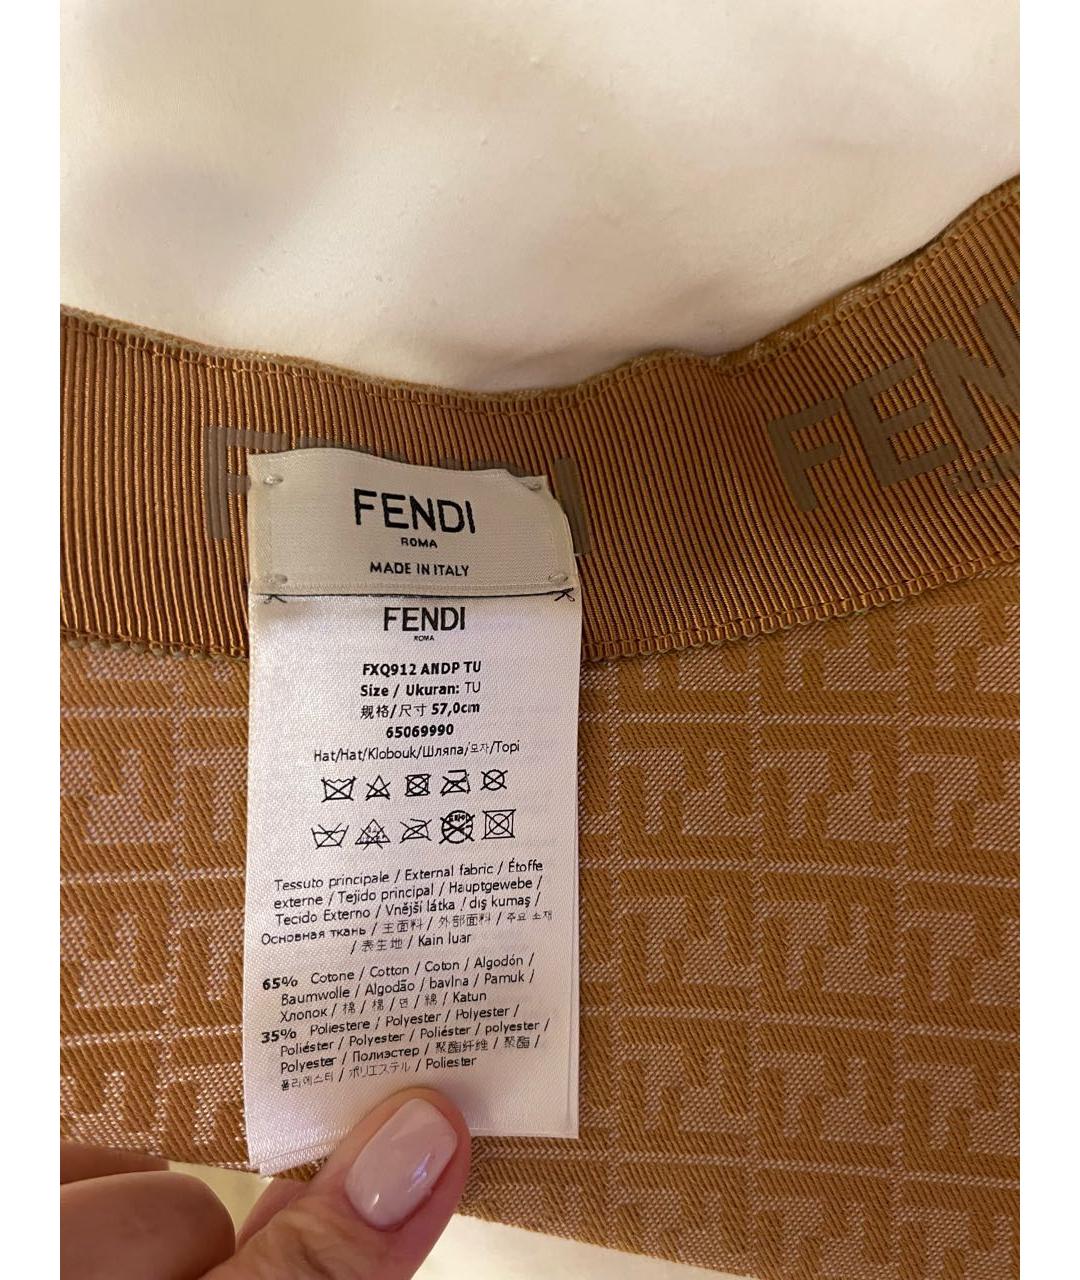 FENDI
FENDI
ROMA
MADE IN ITALY
FENDI
ROMA
FXQ912 ANDP TU
Size / Ukuran: TU
规格/尺寸 57,0cm
65069990
Hat/Hat/Klobouk/Шляпа/모자/Topi
Tessuto principale / External fabric / Étoffe
externe / Tejido principal / Hauptgewebe /
Tecido Externo / Vnější látka / dış kumaş /
Основная ткань / 主面料 / 外部面料 / 주요 소재
/ 表生地 / Kain luar
65% Cotone / Cotton / Coton / Algodón /
Baumwolle / Algodão / bavlna / Pamuk /
Хлопок / 棉 / 棉 / 면 / 綿 / Katun
35% Poliestere / Polyester / Polyester /
Poliéster / Polyester / Poliéster / polyester /
Polyester / Полиэстер / 聚酯纤维 / 聚酯 /
폴리에스터 / ポリエステル / Poliester